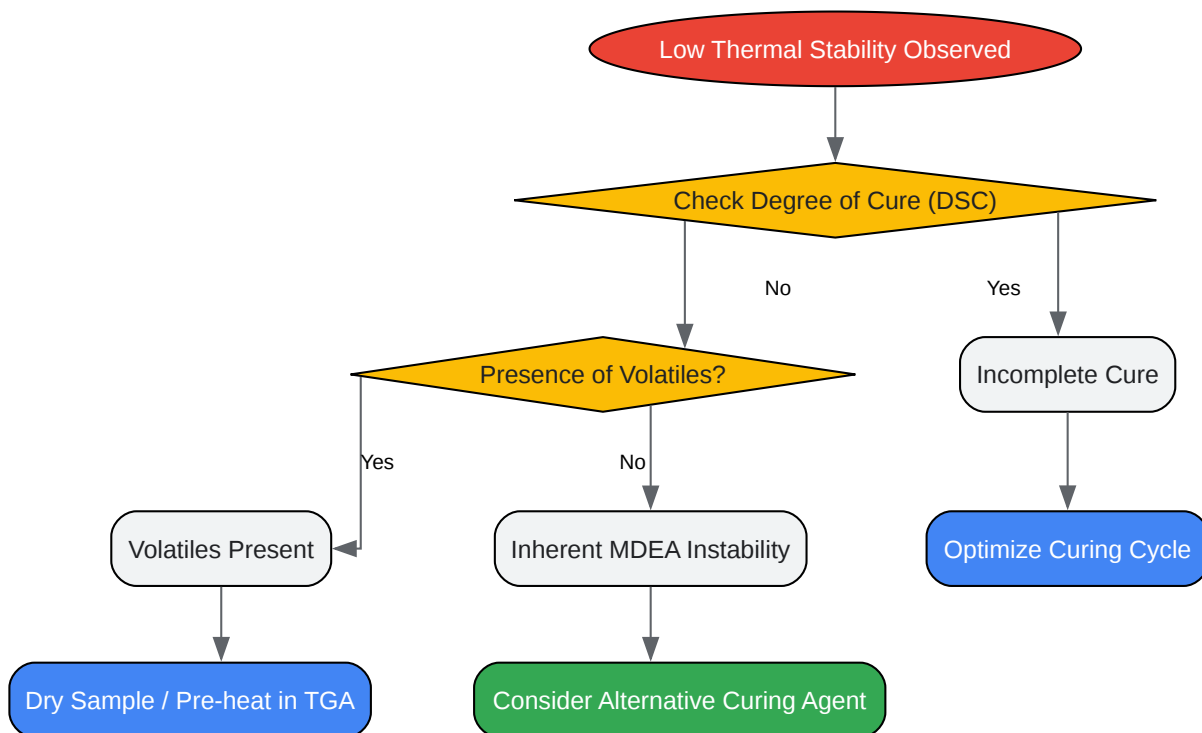 Low Thermal Stability Observed
Check Degree of Cure (DSC)
No
Yes
Presence of Volatiles?
Incomplete Cure
Yes
No
Volatiles Present
Inherent MDEA Instability
Optimize Curing Cycle
Dry Sample / Pre-heat in TGA
Consider Alternative Curing Agent